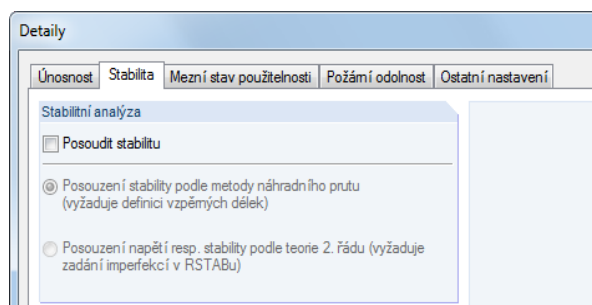 Detaily
Únosnost Stabilita Mezní stav použitelnosti Požární odolnost Ostatní nastavení
Stabilitní analýza
Posoudit stabilitu
Posouzení stability podle metody náhradního prutu
(vyžaduje definici vzpěrných délek)
Posouzení napětí resp. stability podle teorie 2. řádu (vyžaduje
zadání imperfekcí v RSTABu)